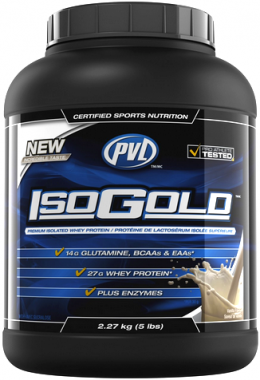 CERTIFIED SPORTS NUTRITION
PVL
NEW
TESTED
ISOGOLD
PREMIUM ISOLATED WHEY PROTEIN / PROTÉINE DE LACTOSÉRUM ISOLÉE SUPÉRIEURE
14G GLUTAMINE, BCAAS & EAAS*
27G WHEY PROTEIN*
PLUS ENZYMES
2.27 kg (5 lbs)